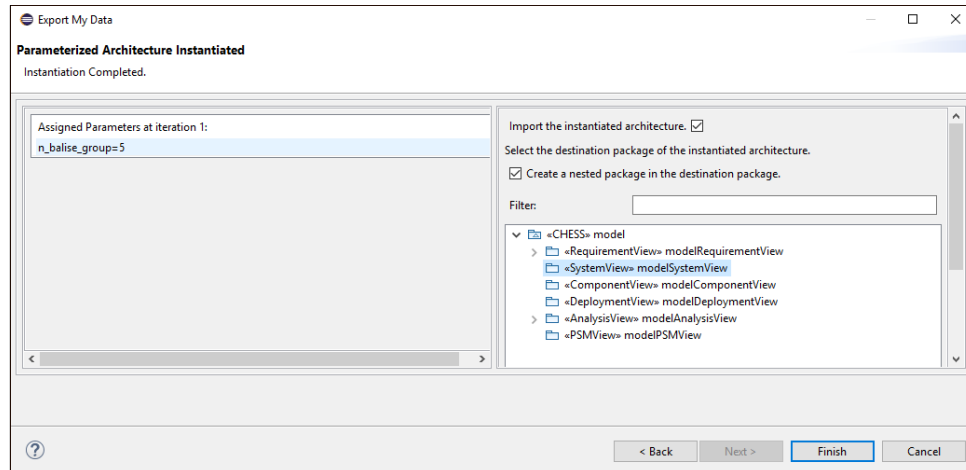 Export My Data
Parameterized Architecture Instantiated
Instantiation Completed.
Assigned Parameters at iteration 1:
n_balise_group=5
Import the instantiated architecture.
Select the destination package of the instantiated architecture.
Create a nested package in the destination package.
Filter:
«CHESS» model
«RequirementView» modelRequirementView
«SystemView» modelSystemView
«ComponentView» modelComponentView
«DeploymentView» modelDeploymentView
«AnalysisView» modelAnalysisView
«PSMView» modelPSMView
< Back Next > Finish Cancel